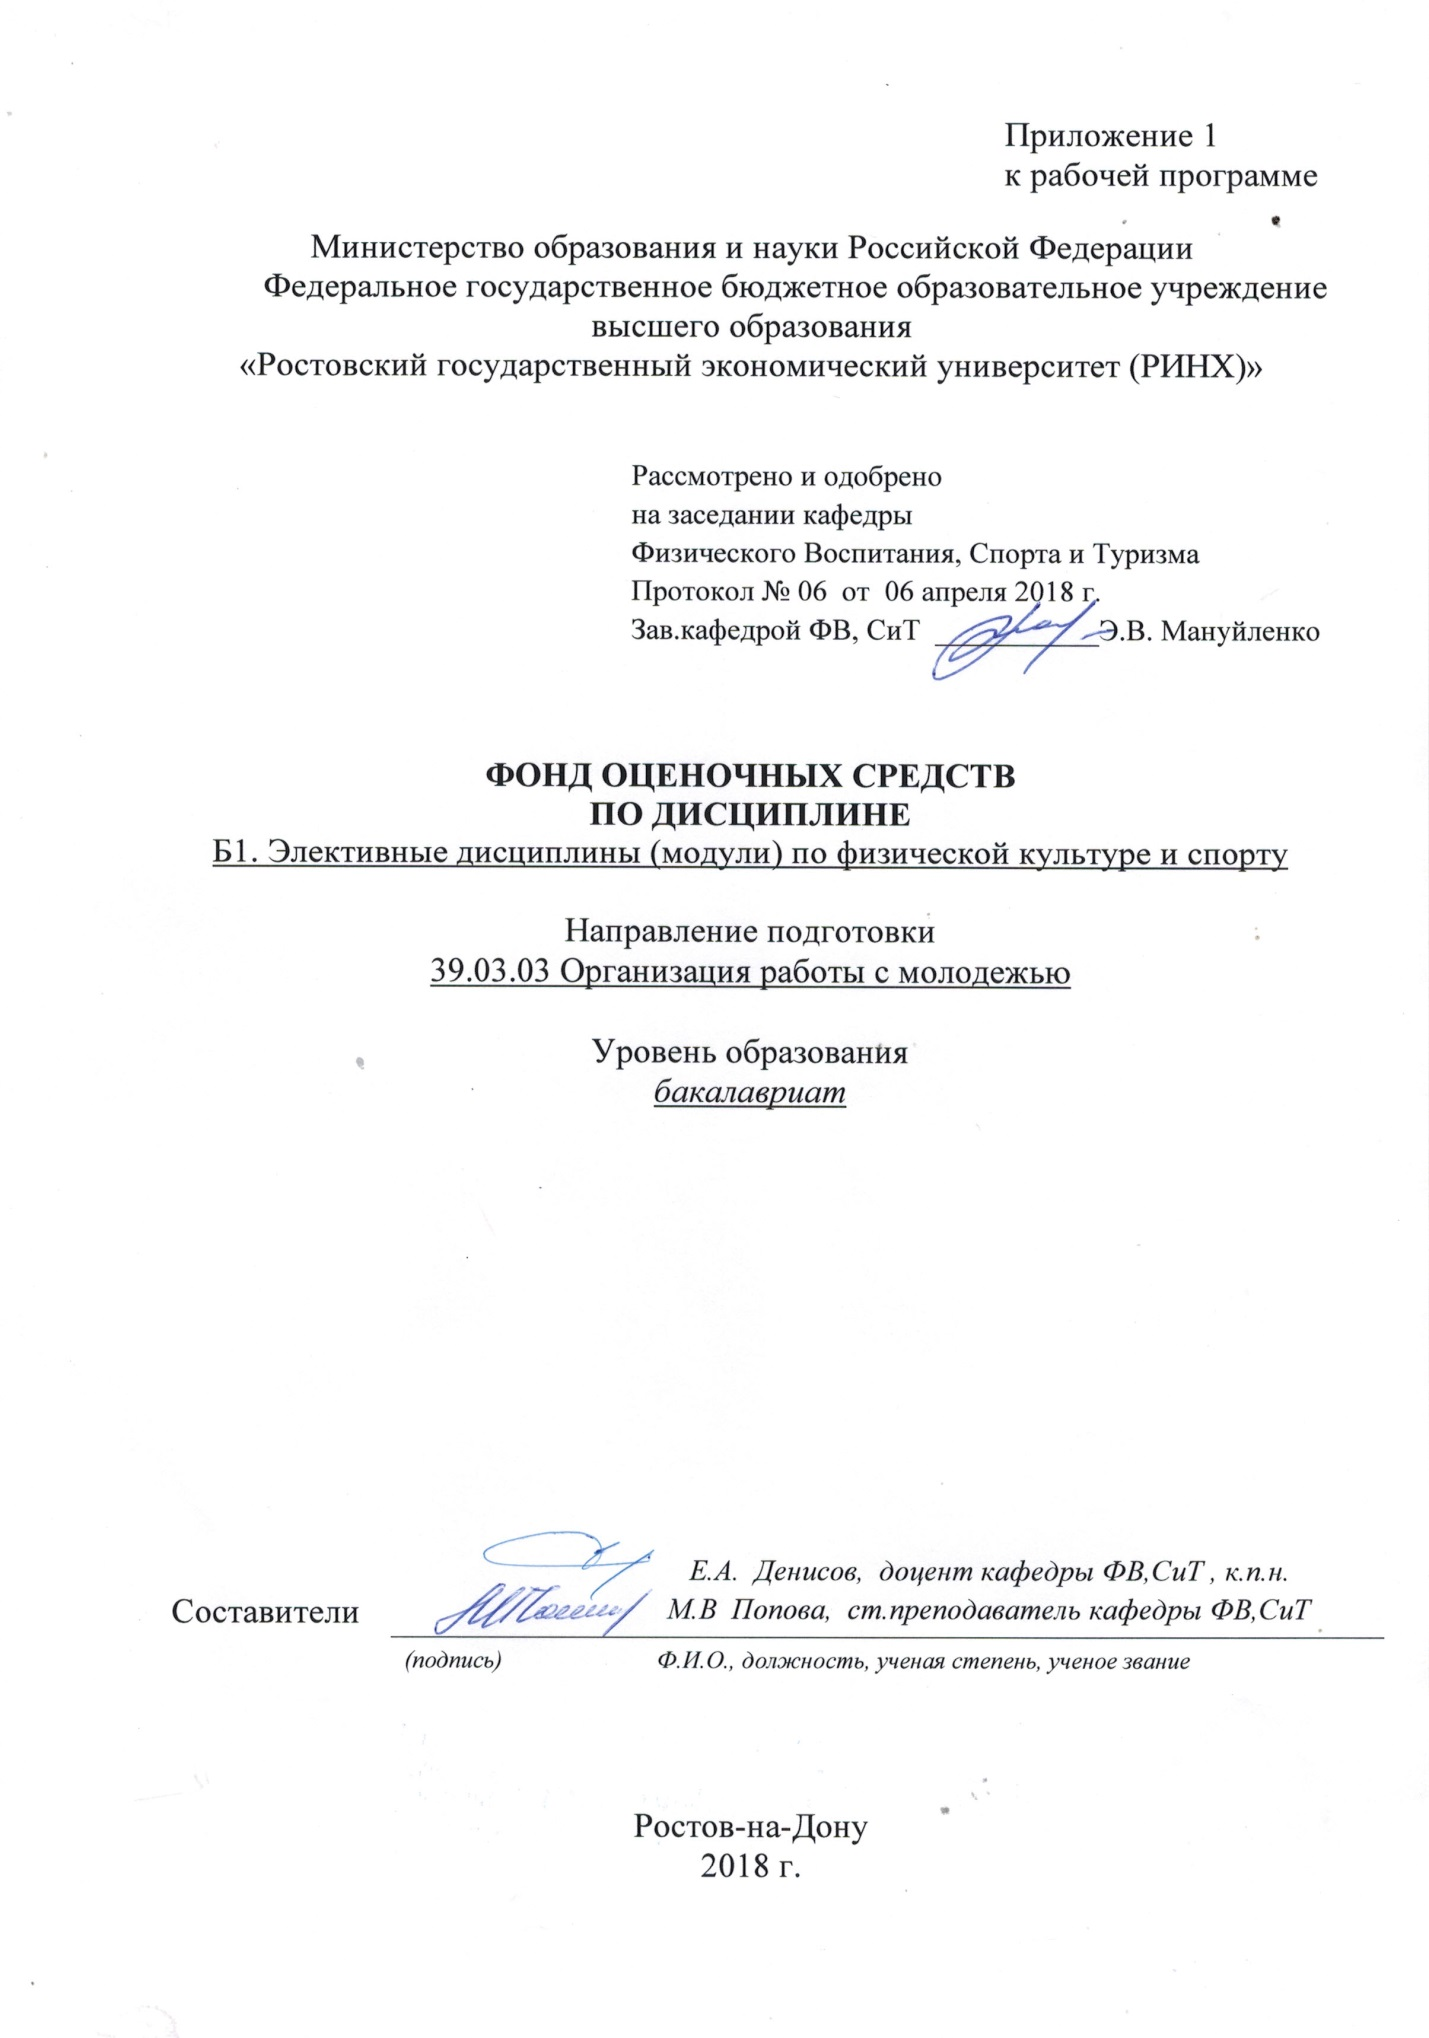 Приложение 1
к рабочей программе
Министерство образования и науки Российской Федерации
Федеральное государственное бюджетное образовательное учреждение
высшего образования
«Ростовский государственный экономический университет (РИНХ)»
Рассмотрено и одобрено
на заседании кафедры
Физического Воспитания, Спорта и Туризма
Протокол № 06 от 06 апреля 2018 г.
Зав.кафедрой ФВ, СиТ ___________Э.В. Мануйленко
ФОНД ОЦЕНОЧНЫХ СРЕДСТВ
ПО ДИСЦИПЛИНЕ
Б1. Элективные дисциплины (модули) по физической культуре и спорту
Направление подготовки
39.03.03 Организация работы с молодежью
Уровень образования
бакалавриат
Е.А. Денисов, доцент кафедры ФВ,СиТ , к.п.н.
Составители М.В Попова, ст.преподаватель кафедры ФВ,СиТ
(подпись) Ф.И.О., должность, ученая степень, ученое звание
Ростов-на-Дону
2018 г.